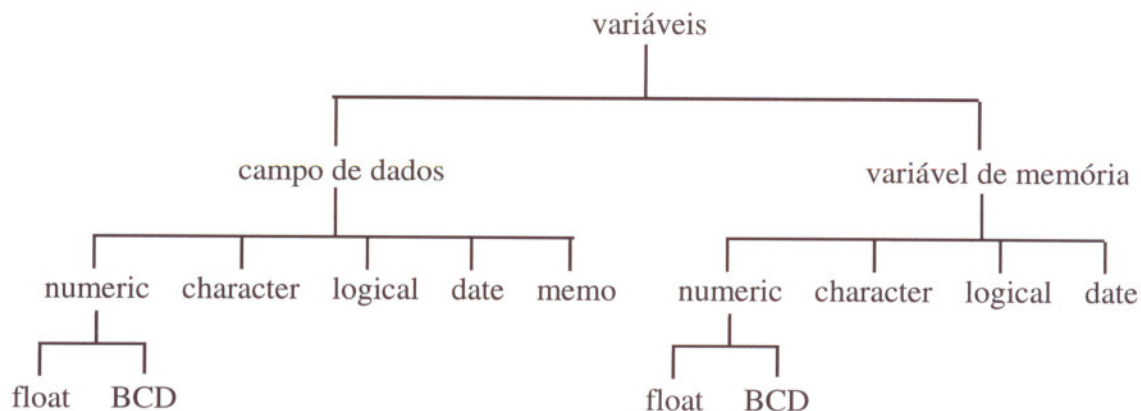 variáveis
campo de dados
variável de memória
numeric character logical date memo
numeric character logical date
float BCD
float BCD